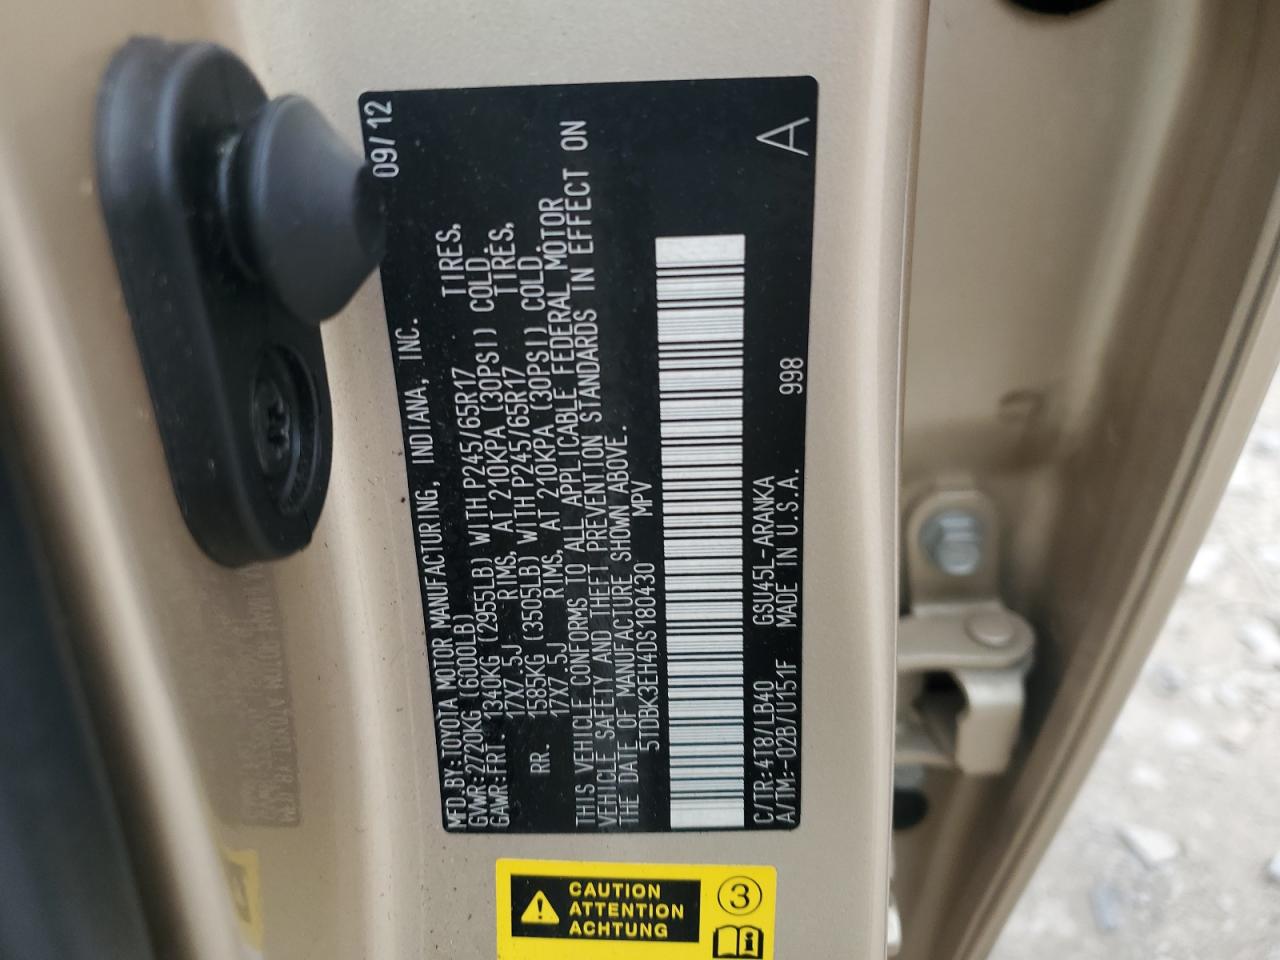 MFD.BY:TOYOTA MOTOR MANUFACTURING, INDIANA, INC. 09/12
GVWR:2720KG (6000LB)
GAWR:FRT. 1340KG (2955LB) WITH P245/65R17 TIRES,
17X7.5J RIMS, AT 210KPA (30PSI) COLD.
RR. 1585KG (3505LB) WITH P245/65R17 TIRES,
17X7.5J RIMS, AT 210KPA (30PSI) COLD.
THIS VEHICLE CONFORMS TO ALL APPLICABLE FEDERAL MOTOR
VEHICLE SAFETY AND THEFT PREVENTION STANDARDS IN EFFECT ON
THE DATE OF MANUFACTURE SHOWN ABOVE.
5TDBK3EH4DS180430 MPV
C/TR:4T8/LB40 GSU45L-ARANKA 998
A/TM:-02B/U151F MADE IN U.S.A.
A
CAUTION
ATTENTION
ACHTUNG
3